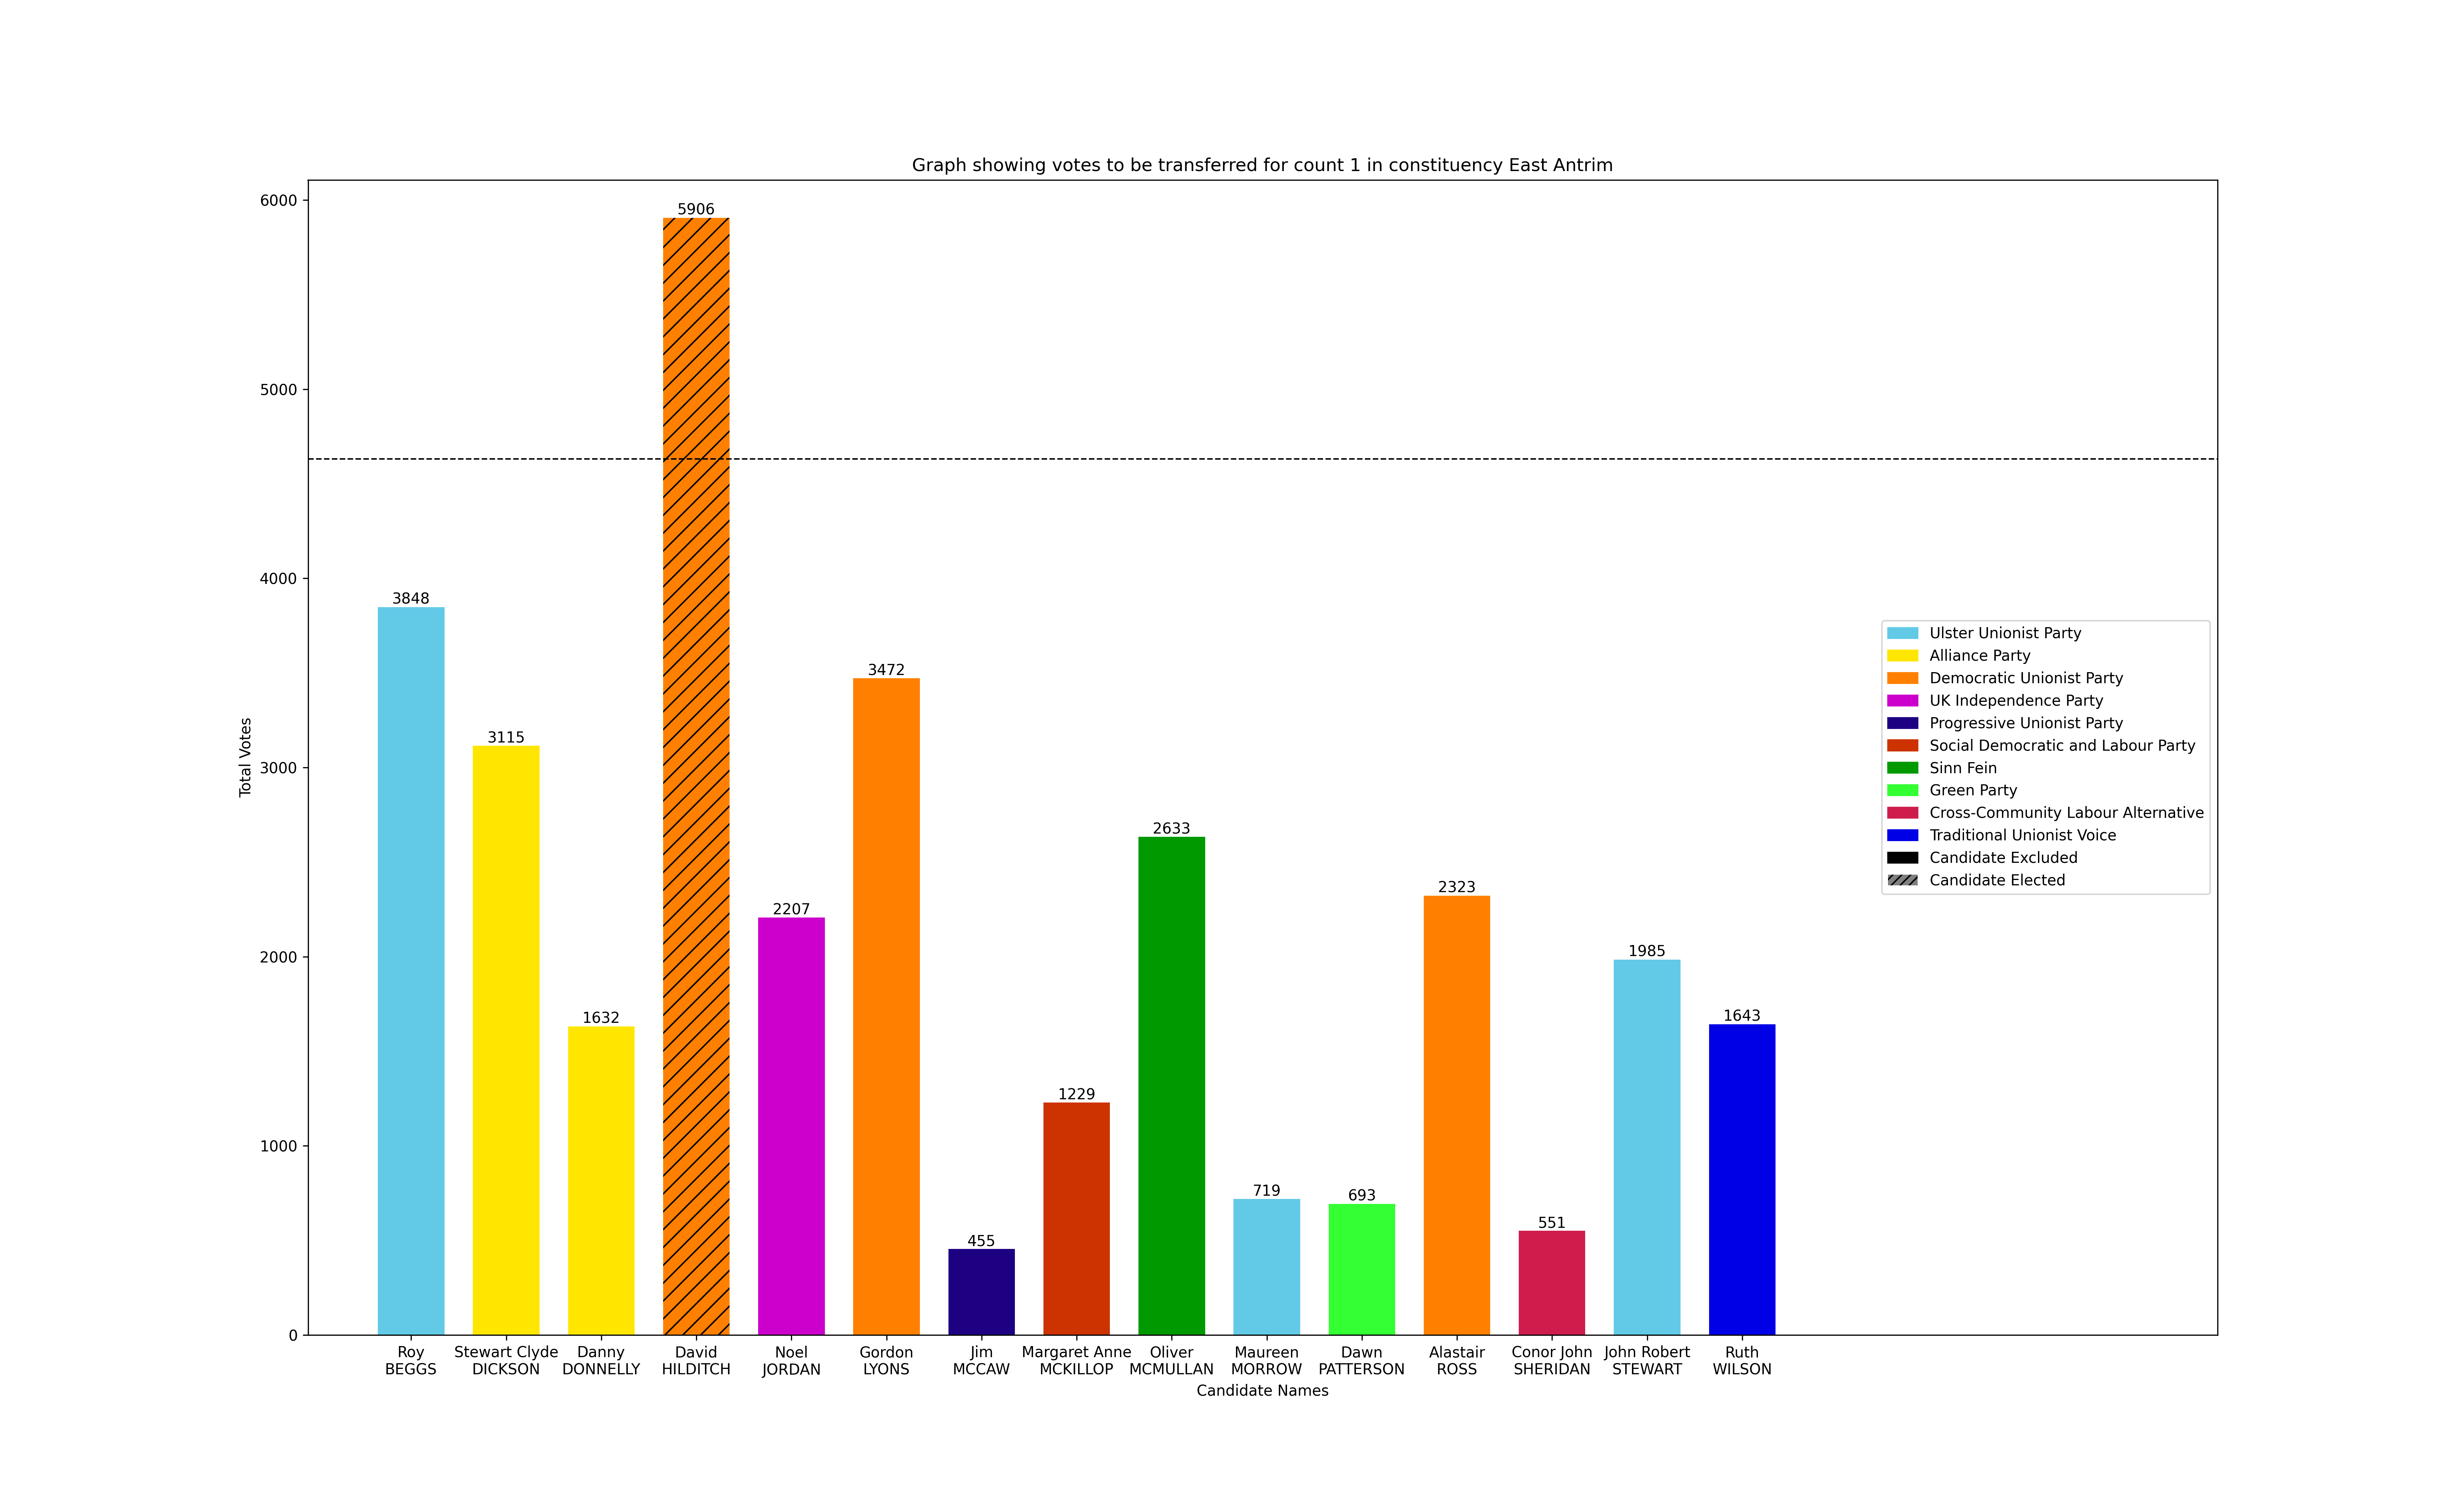 Graph showing votes to be transferred for count 1 in constituency East Antrim
Total Votes
6000
5000
4000
3000
2000
1000
0
3848
3115
1632
5906
2207
3472
455
1229
2633
719
693
2323
551
1985
1643
Ulster Unionist Party
Alliance Party
Democratic Unionist Party
UK Independence Party
Progressive Unionist Party
Social Democratic and Labour Party
Sinn Fein
Green Party
Cross-Community Labour Alternative
Traditional Unionist Voice
Candidate Excluded
Candidate Elected
Roy
BEGGS
Stewart Clyde
DICKSON
Danny
DONNELLY
David
HILDITCH
Noel
JORDAN
Gordon
LYONS
Jim
MCCAW
Margaret Anne
MCKILLOP
Oliver
MCMULLAN
Maureen
MORROW
Dawn
PATTERSON
Alastair
ROSS
Conor John
SHERIDAN
John Robert
STEWART
Ruth
WILSON
Candidate Names